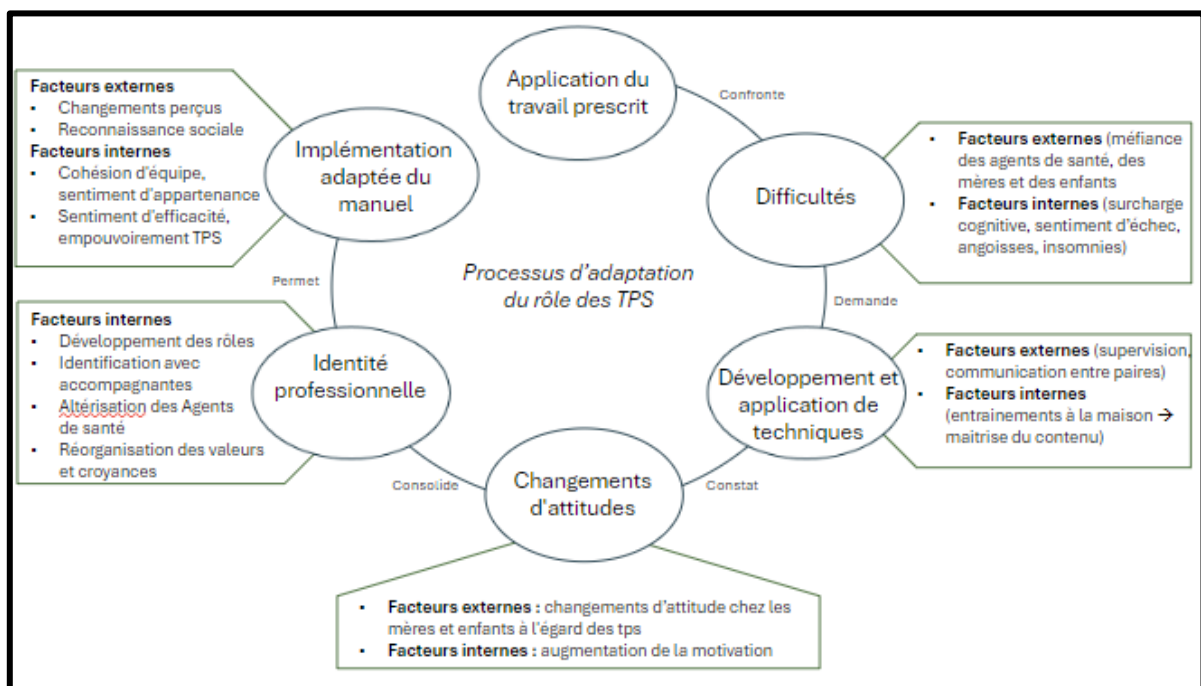 Application du
travail prescrit
Confronte
Difficultés
▪ Facteurs externes (méfiance
des agents de santé, des
mères et des enfants
▪ Facteurs internes (surcharge
cognitive, sentiment d'échec,
angoisses, insomnies)
Demande
Développement et
application de
techniques
▪ Facteurs externes (supervision,
communication entre paires)
▪ Facteurs internes
(entrainements à la maison →
maitrise du contenu)
Constat
Changements
d'attitudes
▪ Facteurs externes : changements d'attitude chez les
mères et enfants à l'égard des tps
▪ Facteurs internes : augmentation de la motivation
Consolide
Identité
professionnelle
Facteurs internes
▪ Développement des rôles
▪ Identification avec
accompagnantes
▪ Altérisation des Agents
de santé
▪ Réorganisation des valeurs
et croyances
Permet
Implémentation
adaptée du
manuel
Facteurs externes
▪ Changements perçus
▪ Reconnaissance sociale
Facteurs internes
▪ Cohésion d'équipe,
sentiment d'appartenance
▪ Sentiment d'efficacité,
empouvoirement TPS
Processus d'adaptation
du rôle des TPS